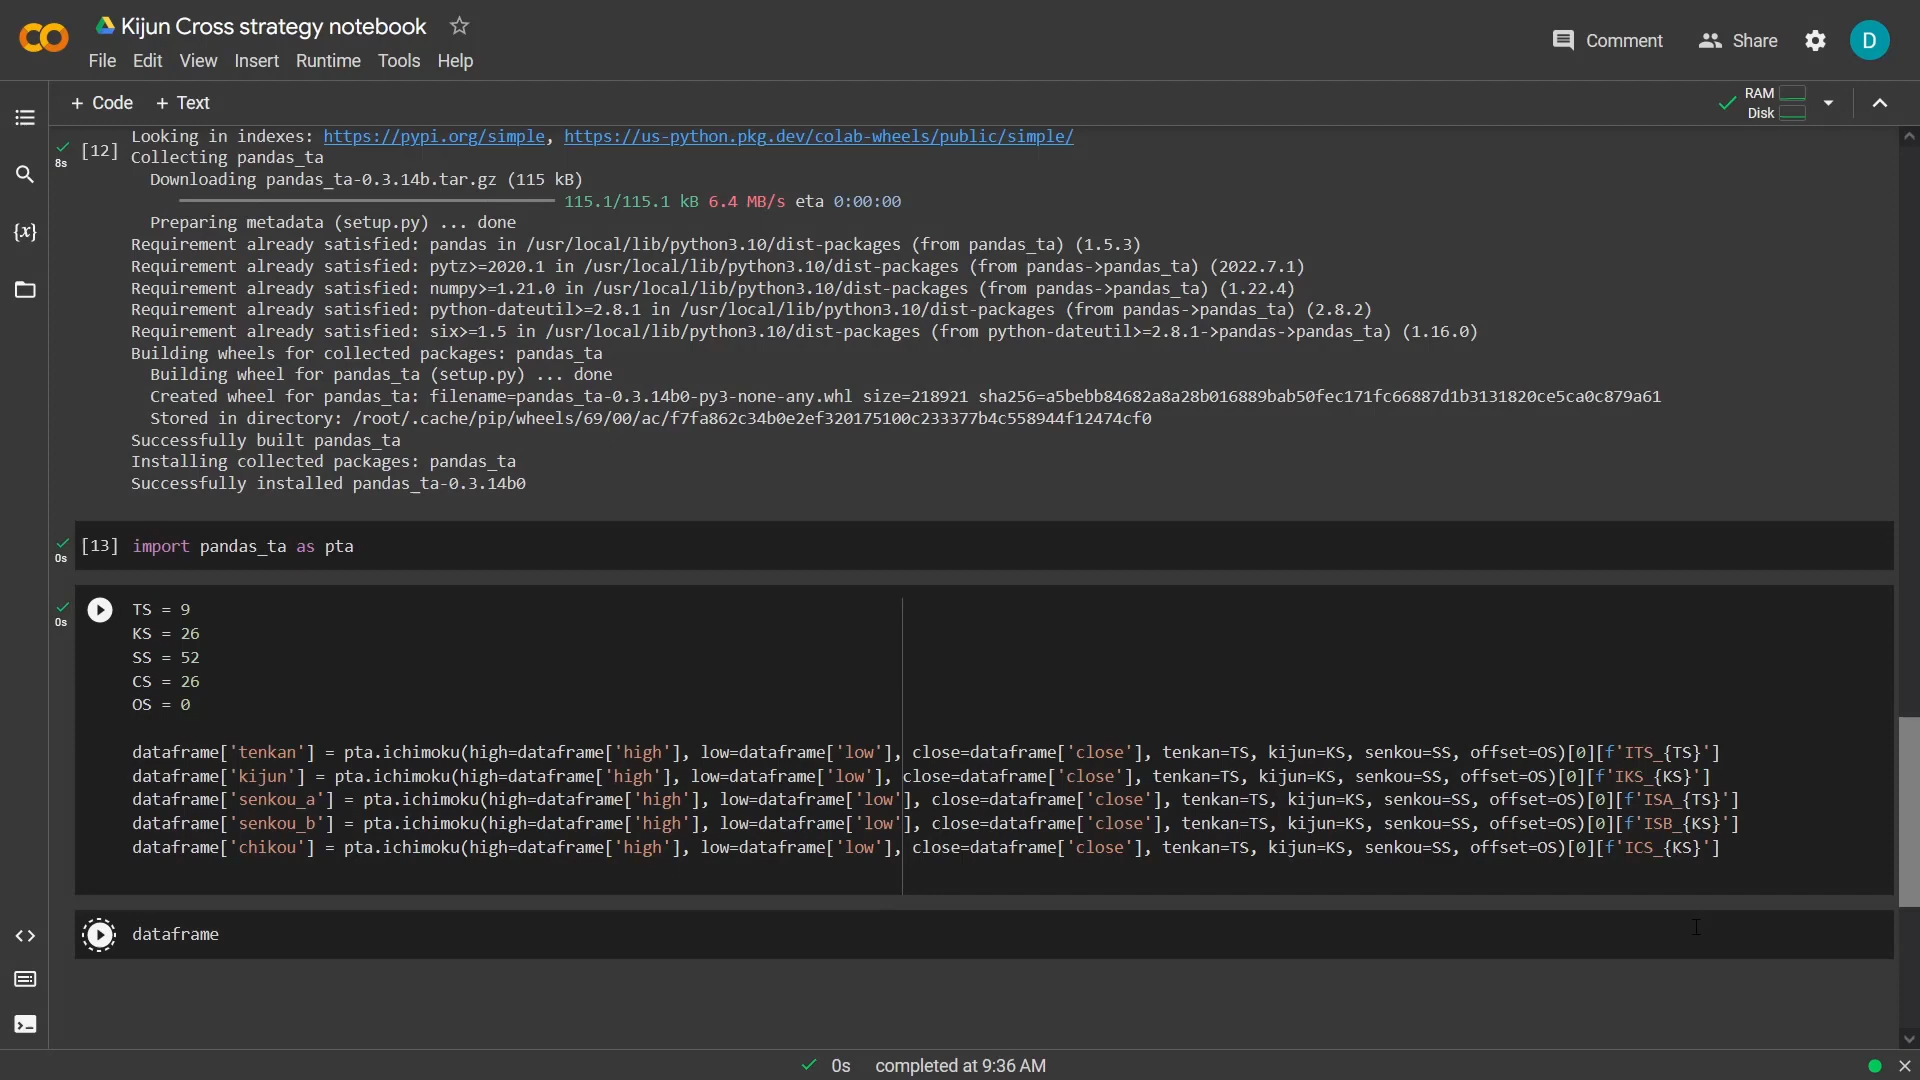 Kijun Cross strategy notebook
File Edit View Insert Runtime Tools Help
Comment Share D
+ Code + Text
RAM
Disk
{x}
8s
[12]
Looking in indexes: https://pypi.org/simple, https://us-python.pkg.dev/colab-wheels/public/simple/
Collecting pandas_ta
Downloading pandas_ta-0.3.14b.tar.gz (115 kB)
115.1/115.1 kB 6.4 MB/s eta 0:00:00
Preparing metadata (setup.py) ... done
Requirement already satisfied: pandas in /usr/local/lib/python3.10/dist-packages (from pandas_ta) (1.5.3)
Requirement already satisfied: pytz>=2020.1 in /usr/local/lib/python3.10/dist-packages (from pandas->pandas_ta) (2022.7.1)
Requirement already satisfied: numpy>=1.21.0 in /usr/local/lib/python3.10/dist-packages (from pandas->pandas_ta) (1.22.4)
Requirement already satisfied: python-dateutil>=2.8.1 in /usr/local/lib/python3.10/dist-packages (from pandas->pandas_ta) (2.8.2)
Requirement already satisfied: six>=1.5 in /usr/local/lib/python3.10/dist-packages (from python-dateutil>=2.8.1->pandas->pandas_ta) (1.16.0)
Building wheels for collected packages: pandas_ta
Building wheel for pandas_ta (setup.py) ... done
Created wheel for pandas_ta: filename=pandas_ta-0.3.14b0-py3-none-any.whl size=218921 sha256=a5bebb84682a8a28b016889bab50fec171fc66887d1b3131820ce5ca0c879a61
Stored in directory: /root/.cache/pip/wheels/69/00/ac/f7fa862c34b0e2ef320175100c233377b4c558944f12474cf0
Successfully built pandas_ta
Installing collected packages: pandas_ta
Successfully installed pandas_ta-0.3.14b0
0s
[13] import pandas_ta as pta
0s
TS = 9
KS = 26
SS = 52
CS = 26
OS = 0
dataframe['tenkan'] = pta.ichimoku(high=dataframe['high'], low=dataframe['low'], close=dataframe['close'], tenkan=TS, kijun=KS, senkou=SS, offset=OS)[0][f'ITS_{TS}']
dataframe['kijun'] = pta.ichimoku(high=dataframe['high'], low=dataframe['low'], close=dataframe['close'], tenkan=TS, kijun=KS, senkou=SS, offset=OS)[0][f'IKS_{KS}']
dataframe['senkou_a'] = pta.ichimoku(high=dataframe['high'], low=dataframe['low'], close=dataframe['close'], tenkan=TS, kijun=KS, senkou=SS, offset=OS)[0][f'ISA_{TS}']
dataframe['senkou_b'] = pta.ichimoku(high=dataframe['high'], low=dataframe['low'], close=dataframe['close'], tenkan=TS, kijun=KS, senkou=SS, offset=OS)[0][f'ISB_{KS}']
dataframe['chikou'] = pta.ichimoku(high=dataframe['high'], low=dataframe['low'], close=dataframe['close'], tenkan=TS, kijun=KS, senkou=SS, offset=OS)[0][f'ICS_{KS}']
dataframe
0s completed at 9:36 AM